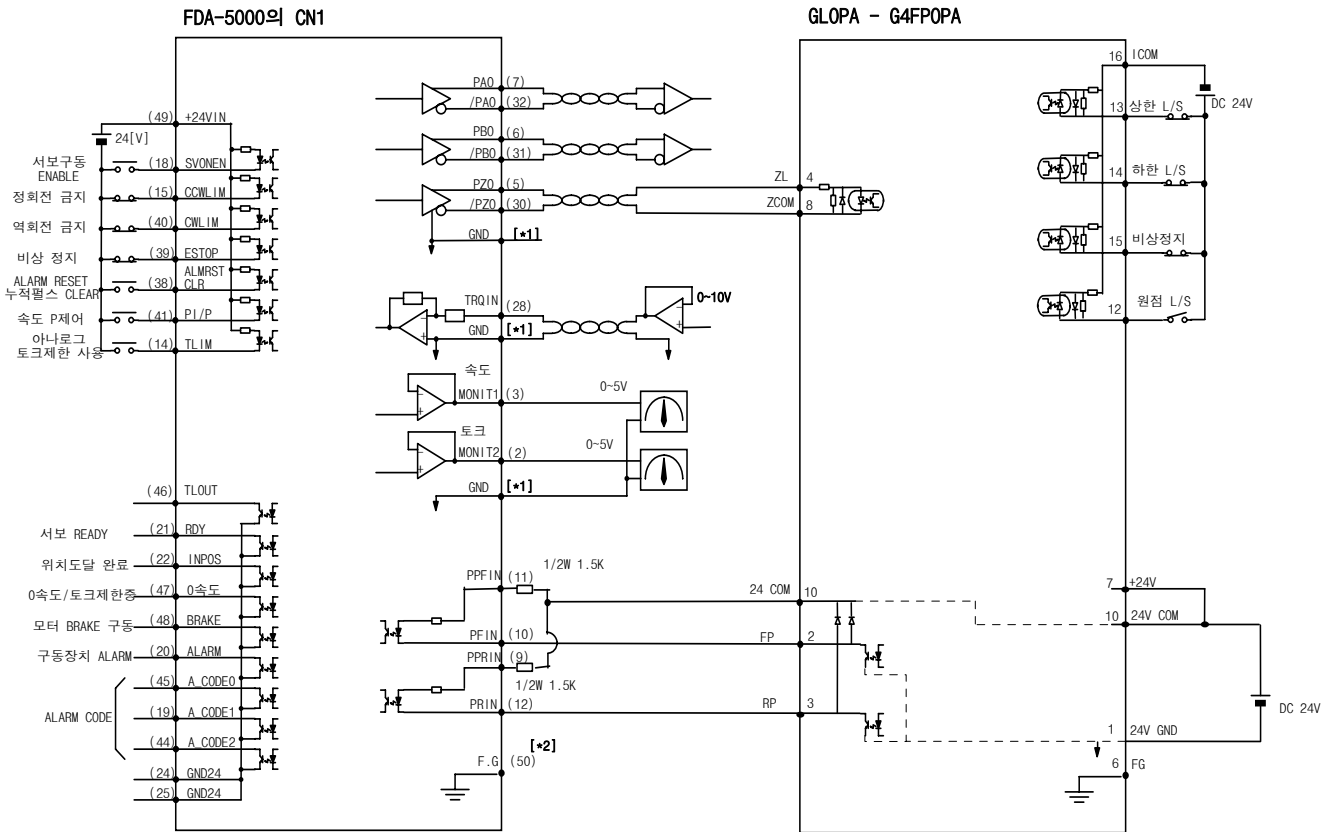 FDA-5000의 CN1
GLOPA - G4FPOPA
(49) +24VIN
24[V]
서보구동
ENABLE
(18) SVONEN
정회전 금지
(15) CCWLIM
역회전 금지
(40) CWLIM
비상 정지
(39) ESTOP
ALARM RESET
누적펄스 CLEAR
(38) ALMRST
CLR
속도 P제어
(41) PI/P
아나로그
토크제한 사용
(14) TLIM
PAO (7)
/PAO (32)
PBO (6)
/PBO (31)
PZO (5)
/PZO (30)
GND [*1]
TRQIN (28)
0~10V
GND [*1]
속도
MONIT1 (3)
0~5V
토크
MONIT2 (2)
0~5V
GND [*1]
ZL 4
ZCOM 8
16 ICOM
DC 24V
13 상한 L/S
14 하한 L/S
15 비상정지
12 원점 L/S
(46) TLOUT
서보 READY (21) RDY
위치도달 완료 (22) INPOS
0속도/토크제한중 (47) 0속도
모터 BRAKE 구동 (48) BRAKE
구동장치 ALARM (20) ALARM
ALARM CODE
(45) A_CODE0
(19) A_CODE1
(44) A_CODE2
(24) GND24
(25) GND24
PPFIN (11)
1/2W 1.5K
PFIN (10)
PPRIN (9)
1/2W 1.5K
PRIN (12)
[*2]
F.G (50)
24 COM 10
FP 2
RP 3
7 +24V
10 24V COM
DC 24V
1 24V GND
6 FG